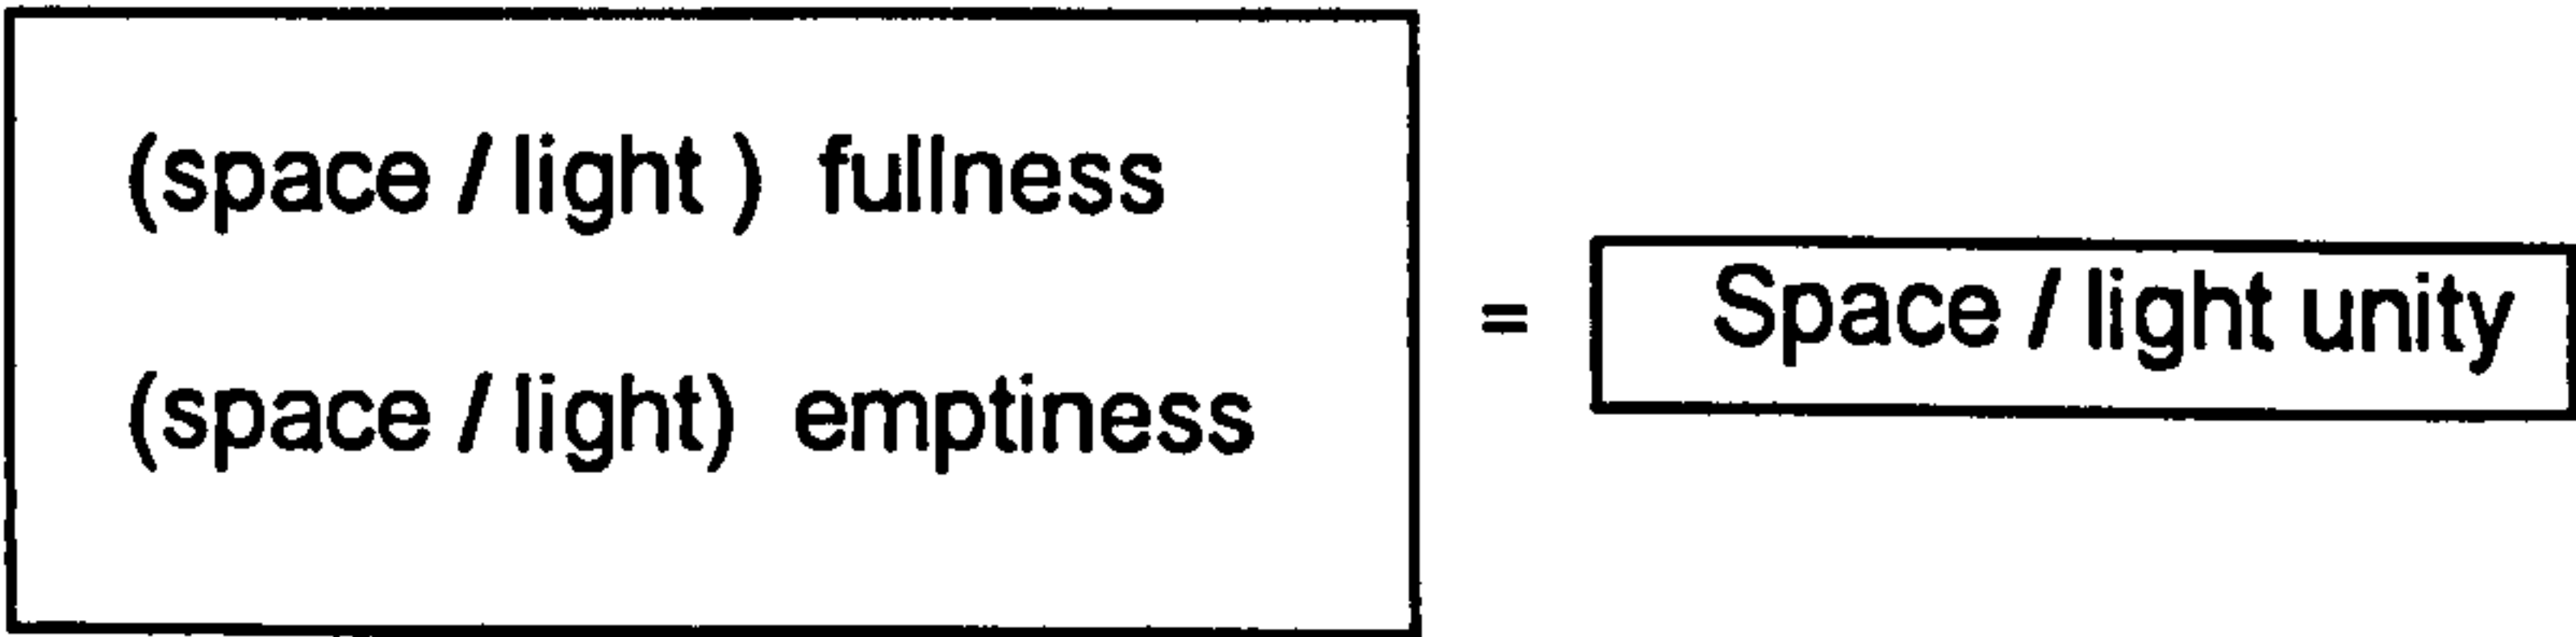 (space / light ) fullness
(space / light) emptiness
=
Space / light unity